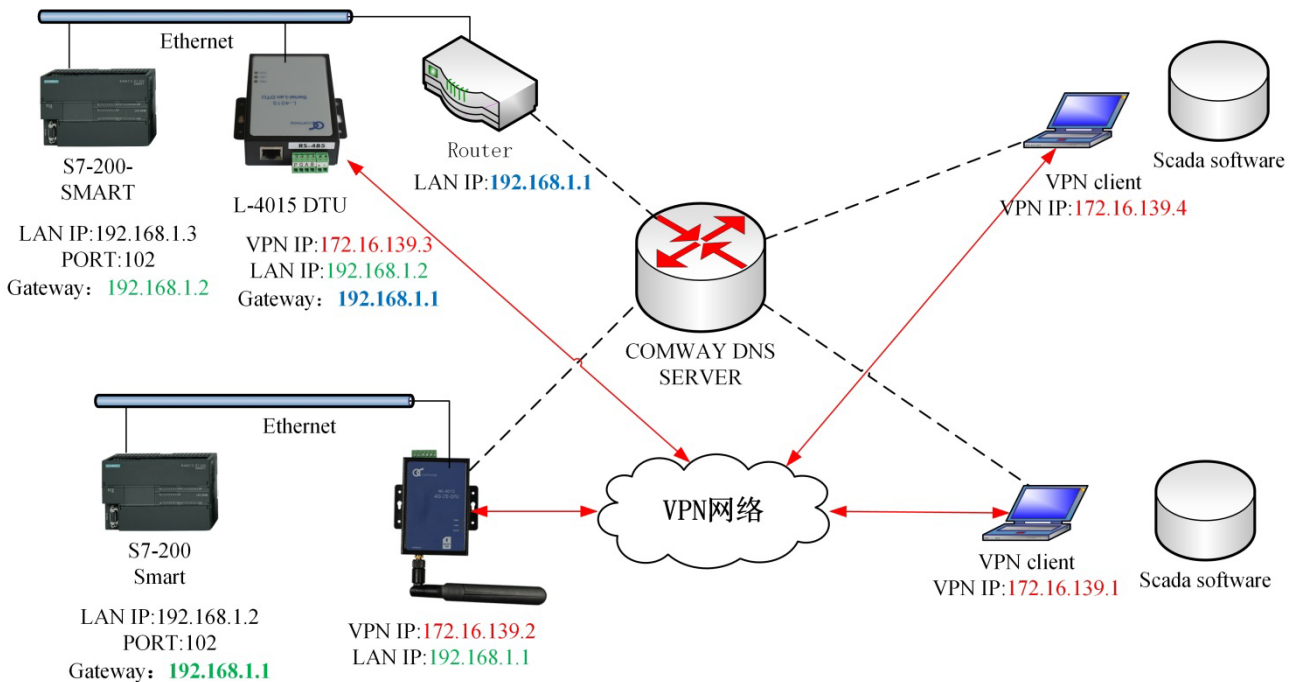 Ethernet
S7-200-
SMART
LAN IP:192.168.1.3
PORT:102
Gateway：192.168.1.2
L-4015
RS-485
L-4015 DTU
VPN IP:172.16.139.3
LAN IP:192.168.1.2
Gateway：192.168.1.1
Router
LAN IP:192.168.1.1
COMWAY DNS
SERVER
VPN client
VPN IP:172.16.139.4
Scada software
Ethernet
S7-200
Smart
LAN IP:192.168.1.2
PORT:102
Gateway：192.168.1.1
VPN IP:172.16.139.2
LAN IP:192.168.1.1
VPN网络
VPN client
VPN IP:172.16.139.1
Scada software